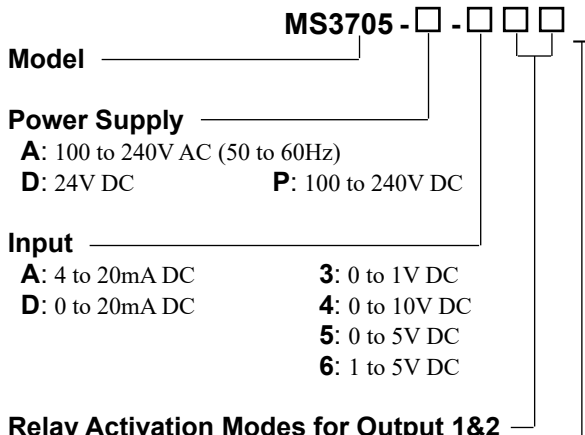 MS3705 - □ - □ □ □
Model
Power Supply
A: 100 to 240V AC (50 to 60Hz)
D: 24V DC P: 100 to 240V DC
Input
A: 4 to 20mA DC 3: 0 to 1V DC
D: 0 to 20mA DC 4: 0 to 10V DC
5: 0 to 5V DC
6: 1 to 5V DC
Relay Activation Modes for Output 1&2